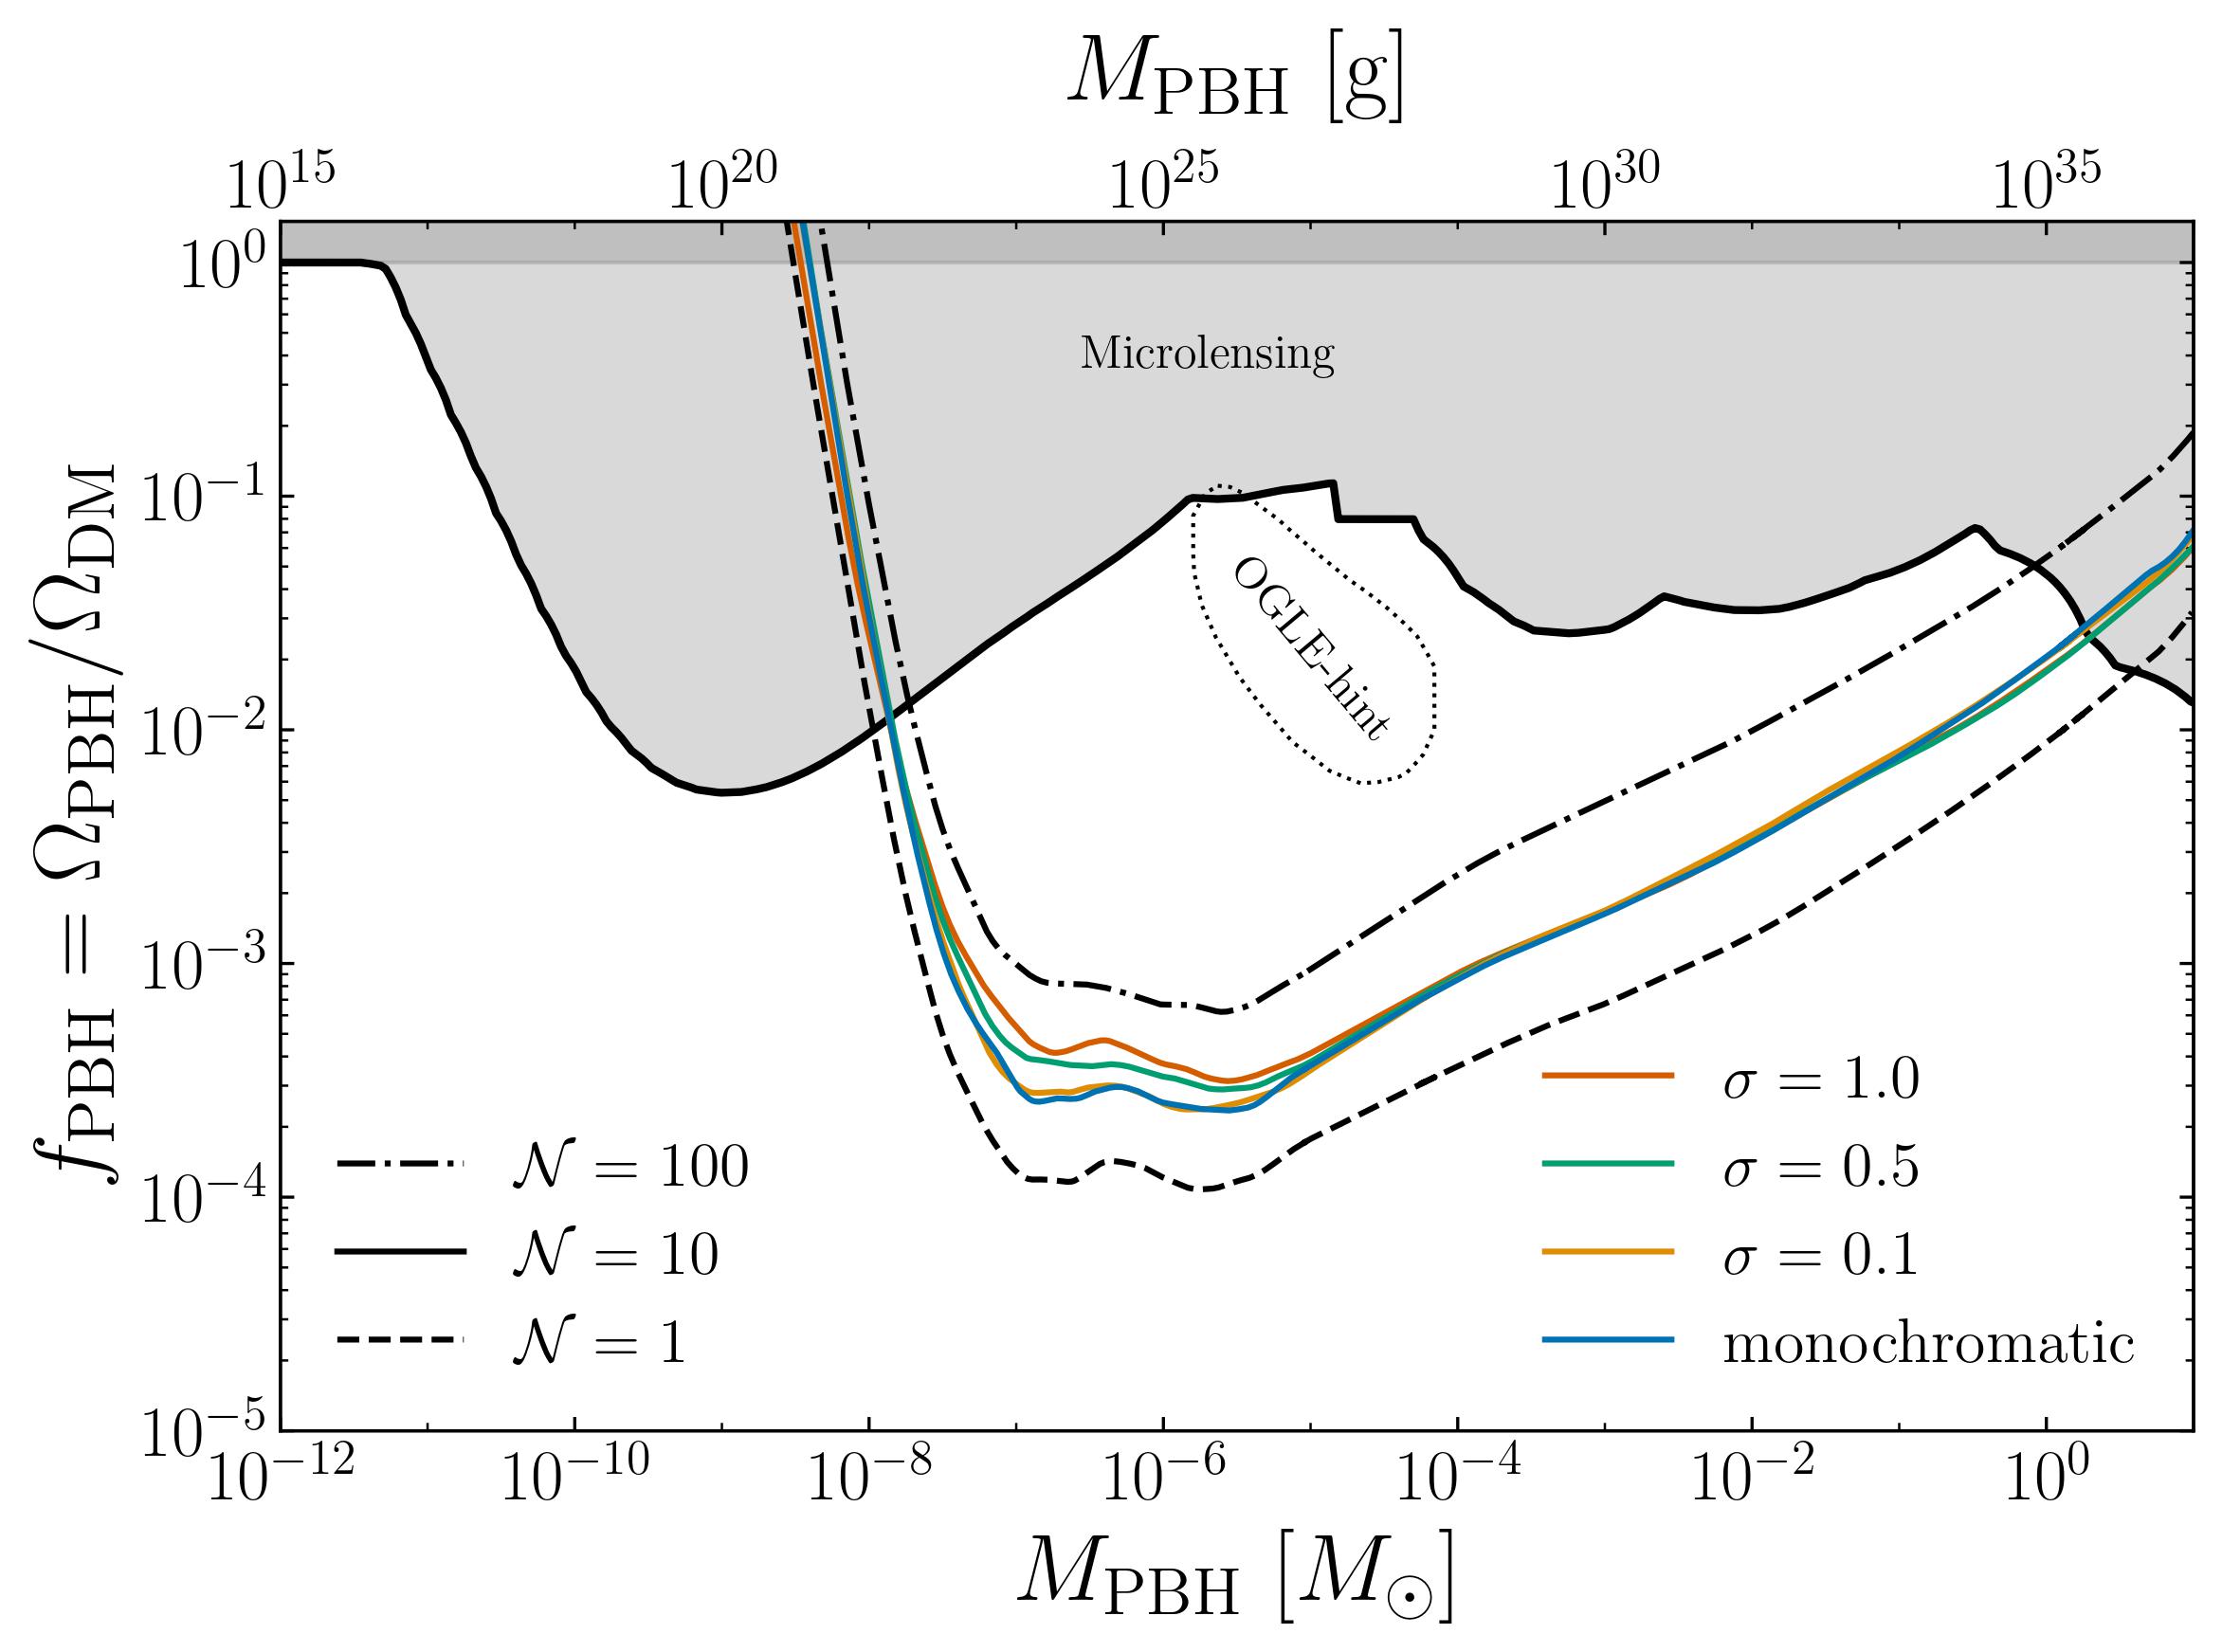 M_PBH [g]
10^15 10^20 10^25 10^30 10^35
f_PBH = Ω_PBH/Ω_DM
10^0
10^−1
10^−2
10^−3
10^−4
10^−5
Microlensing
OGLE-hint
𝒩 = 100
𝒩 = 10
𝒩 = 1
σ = 1.0
σ = 0.5
σ = 0.1
monochromatic
10^−12 10^−10 10^−8 10^−6 10^−4 10^−2 10^0
M_PBH [M_⊙]